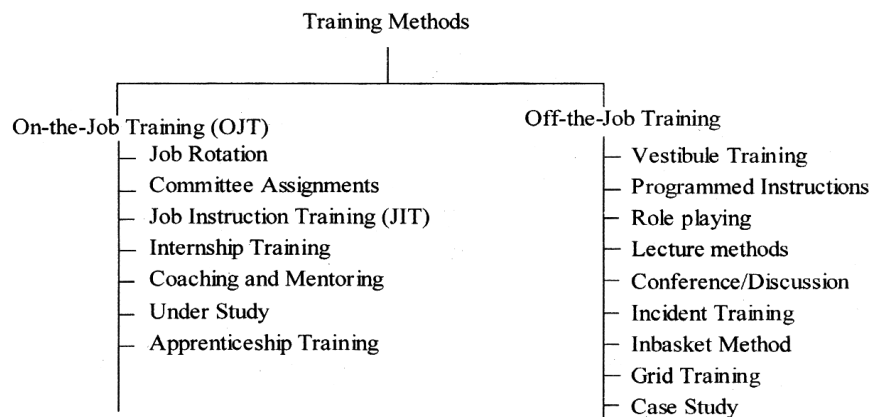 Training Methods
On-the-Job Training (OJT)
Job Rotation
Committee Assignments
Job Instruction Training (JIT)
Internship Training
Coaching and Mentoring
Under Study
Apprenticeship Training
Off-the-Job Training
Vestibule Training
Programmed Instructions
Role playing
Lecture methods
Conference/Discussion
Incident Training
Inbasket Method
Grid Training
Case Study